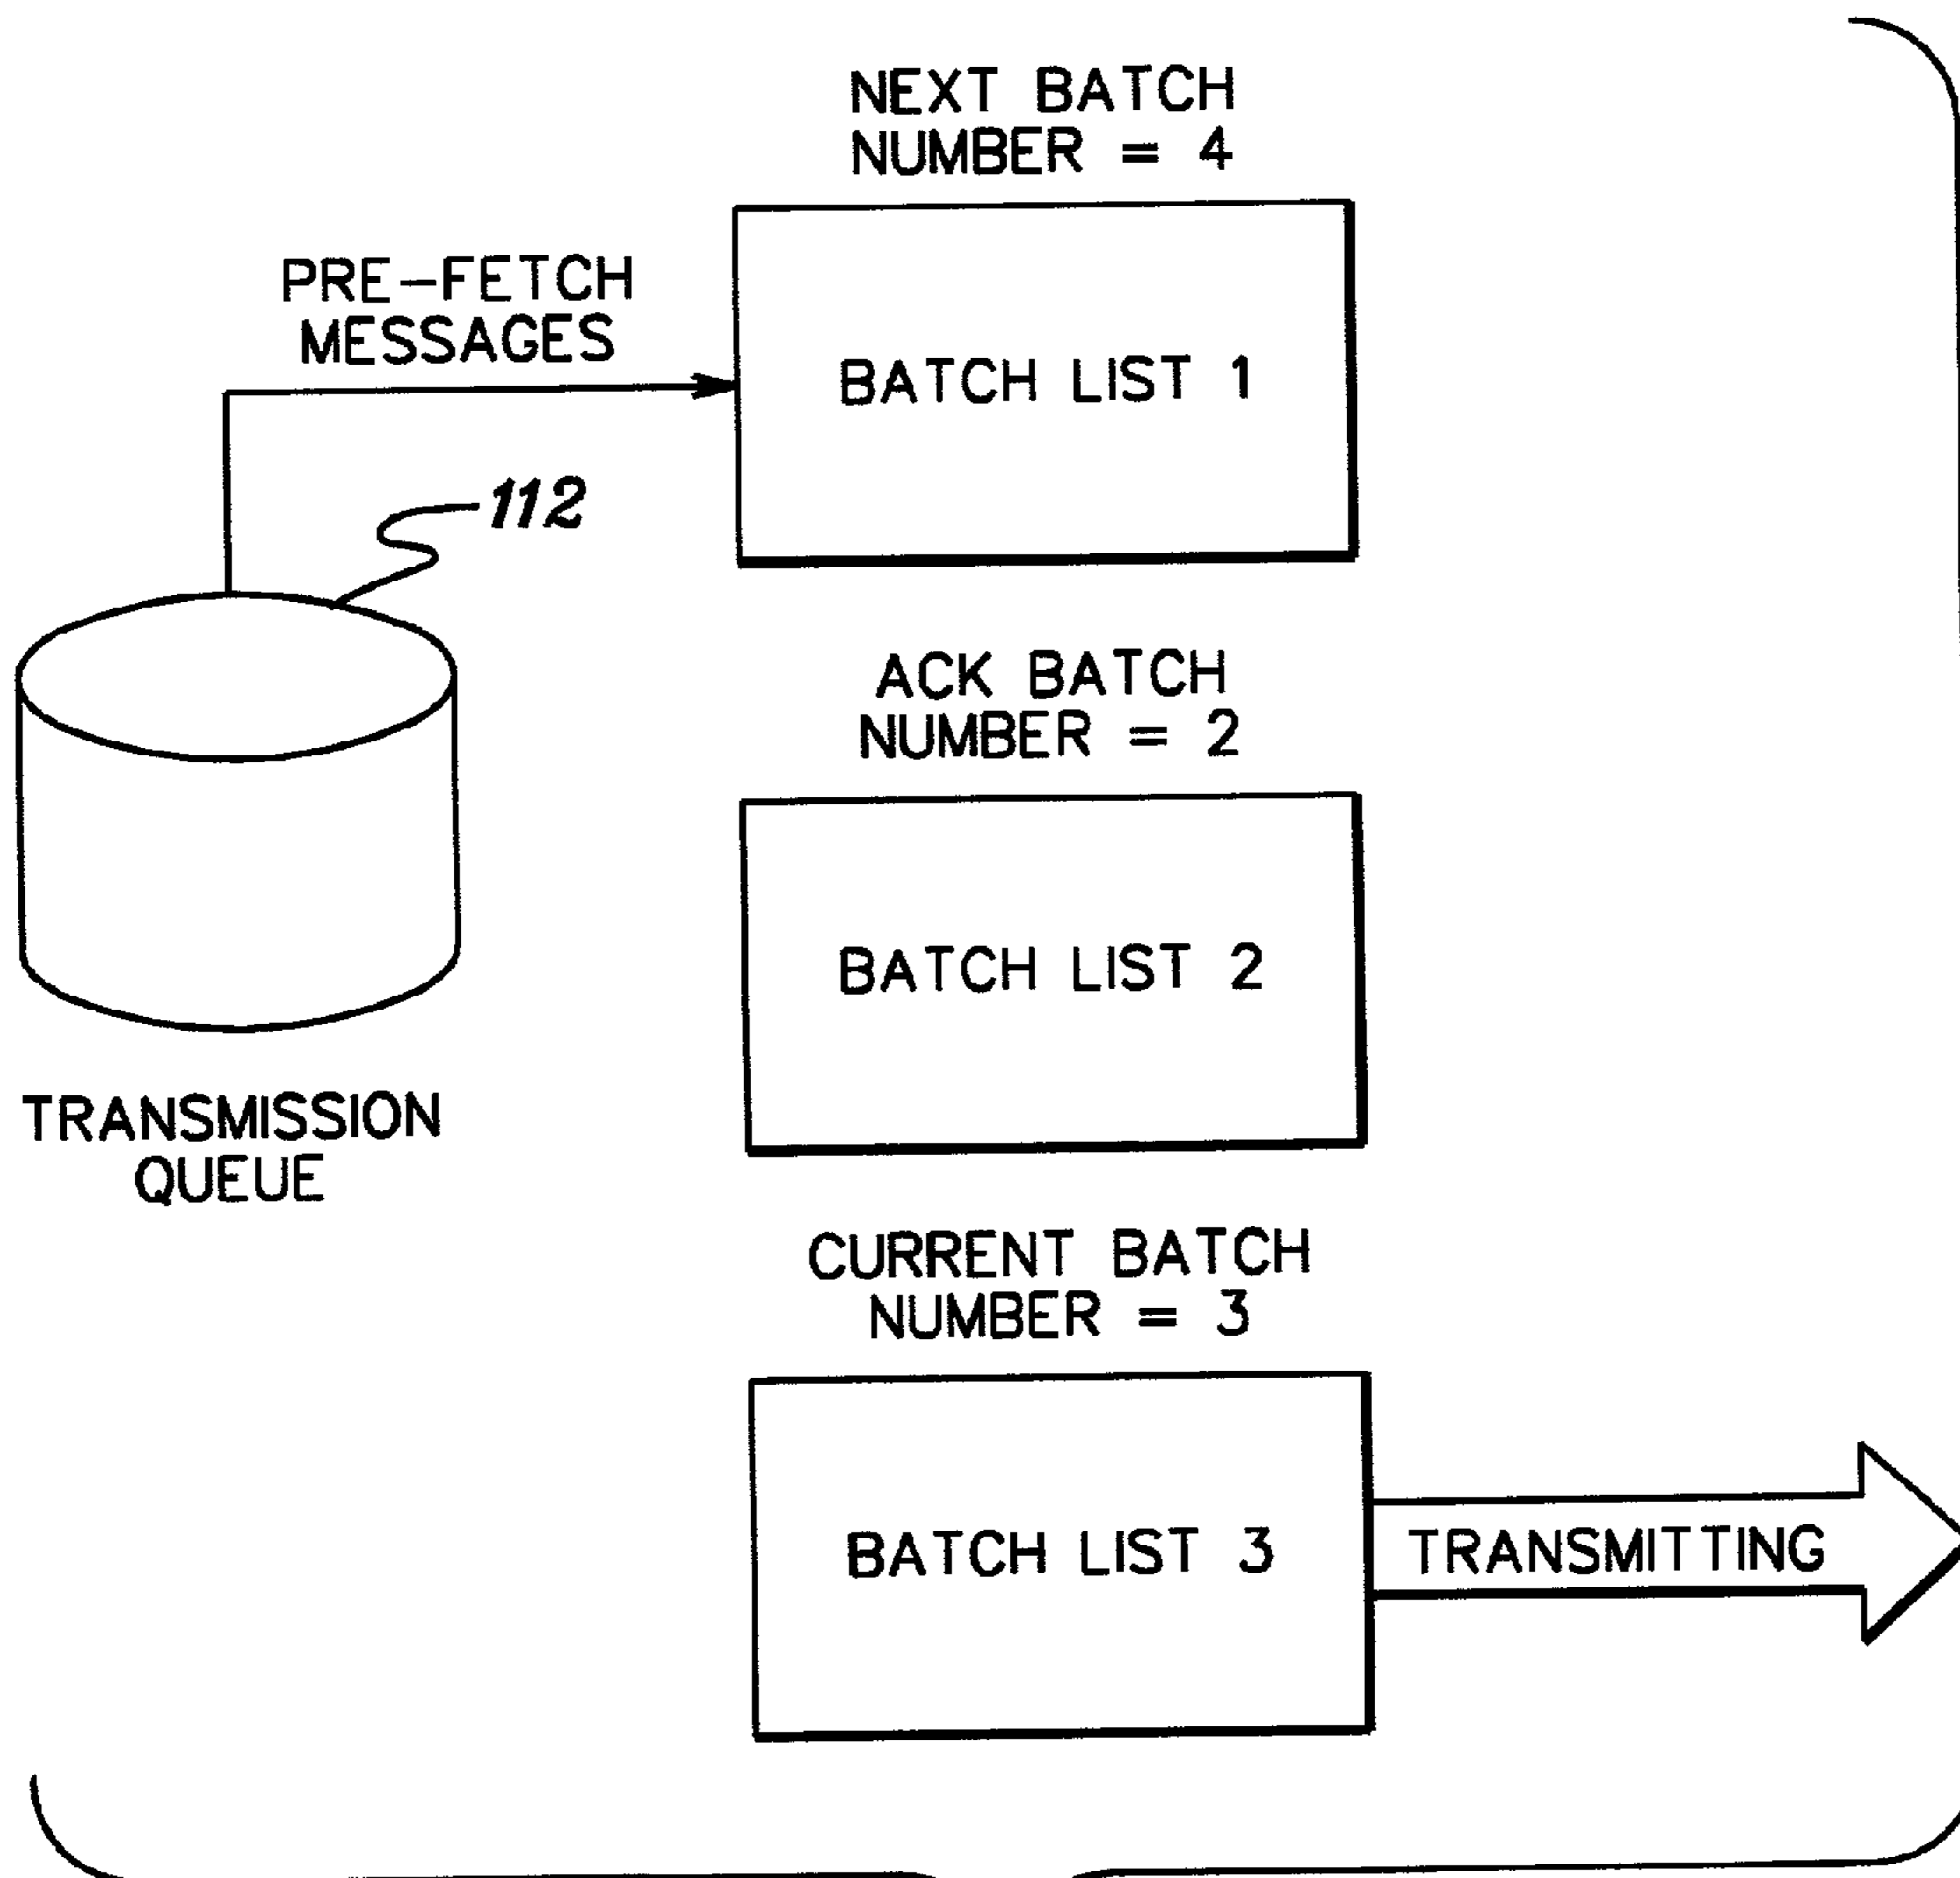 NEXT BATCH
NUMBER = 4
PRE-FETCH
MESSAGES
BATCH LIST 1
112
ACK BATCH
NUMBER = 2
BATCH LIST 2
TRANSMISSION
QUEUE
CURRENT BATCH
NUMBER = 3
BATCH LIST 3
TRANSMITTING